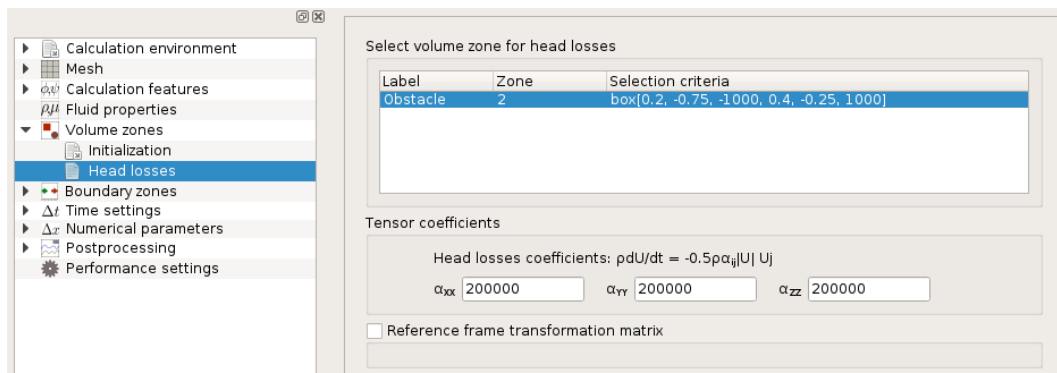 Calculation environment
Mesh
Calculation features
Fluid properties
Volume zones
Initialization
Head losses
Boundary zones
Δt Time settings
Δx Numerical parameters
Postprocessing
Performance settings
Select volume zone for head losses
Label Zone Selection criteria
Obstacle 2 box[0.2, -0.75, -1000, 0.4, -0.25, 1000]
Tensor coefficients
Head losses coefficients: ρdU/dt = -0.5ραij|U| Uj
αXX 200000 αYY 200000 αZZ 200000
Reference frame transformation matrix